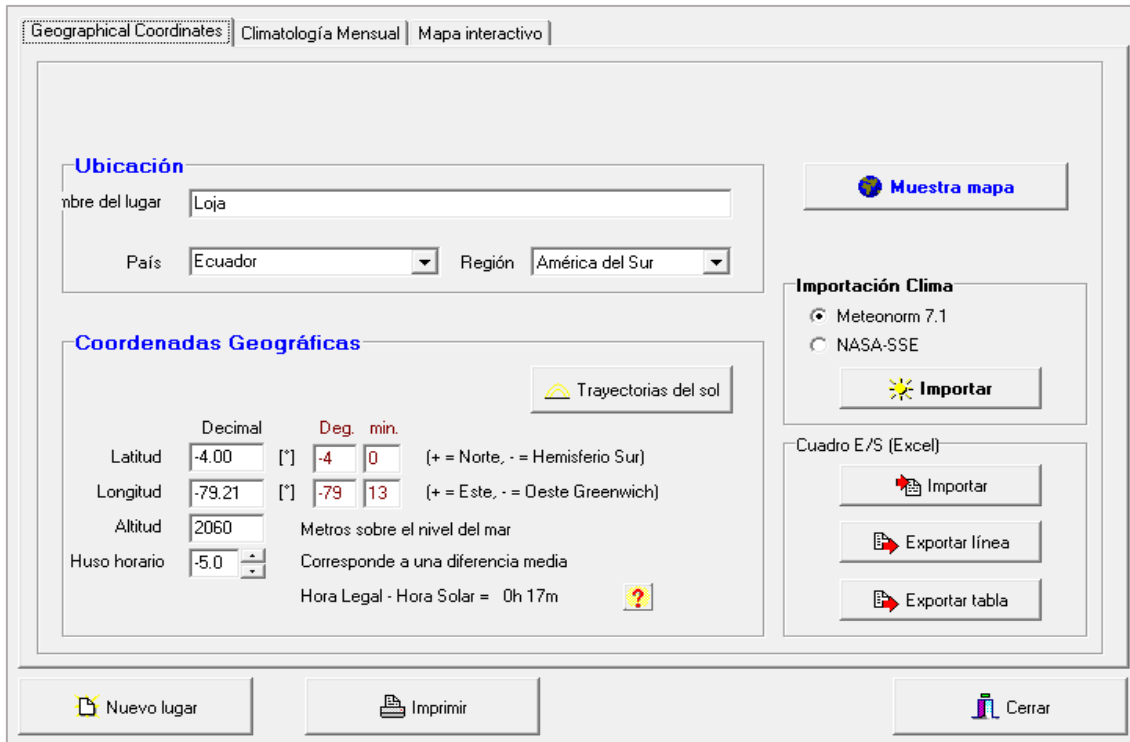 Geographical Coordinates Climatología Mensual Mapa interactivo
Ubicación
mbre del lugar Loja
País Ecuador Región América del Sur
Muestra mapa
Importación Clima
Meteonorm 7.1
NASA-SSE
Importar
Coordenadas Geográficas
Trayectorias del sol
Decimal Deg. min.
Latitud -4.00 [°] -4 0 (+ = Norte, - = Hemisferio Sur)
Longitud -79.21 [°] -79 13 (+ = Este, - = Oeste Greenwich)
Altitud 2060 Metros sobre el nivel del mar
Huso horario -5.0 Corresponde a una diferencia media
Hora Legal - Hora Solar = 0h 17m ?
Cuadro E/S (Excel)
Importar
Exportar línea
Exportar tabla
Nuevo lugar Imprimir Cerrar